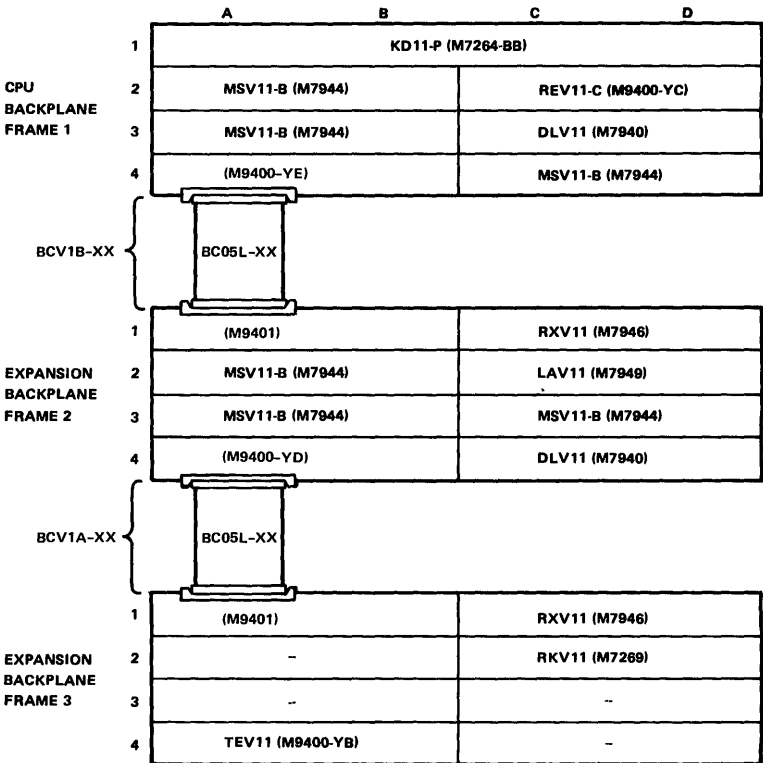 A B C D
1 KD11-P (M7264-BB)
CPU BACKPLANE FRAME 1
2 MSV11-B (M7944) REV11-C (M9400-YC)
3 MSV11-B (M7944) DLV11 (M7940)
4 (M9400-YE) MSV11-B (M7944)
BCV1B-XX BC05L-XX
1 (M9401) RXV11 (M7946)
EXPANSION BACKPLANE FRAME 2
2 MSV11-B (M7944) LAV11 (M7949)
3 MSV11-B (M7944) MSV11-B (M7944)
4 (M9400-YD) DLV11 (M7940)
BCV1A-XX BC05L-XX
1 (M9401) RXV11 (M7946)
EXPANSION BACKPLANE FRAME 3
2 -- RKV11 (M7269)
3 -- --
4 TEV11 (M9400-YB) --